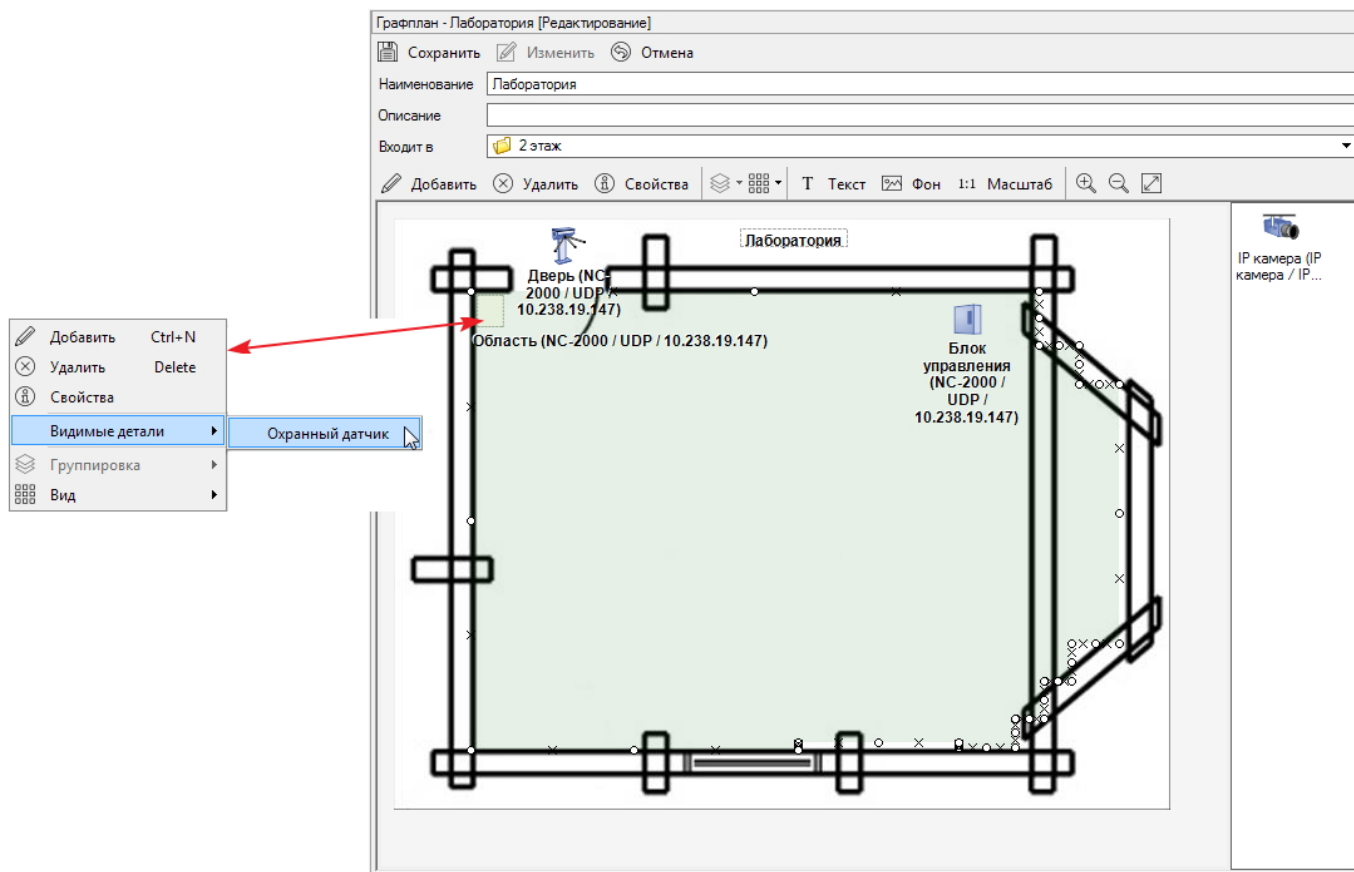 Графплан - Лаборатория [Редактирование]
Сохранить Изменить Отмена
Наименование Лаборатория
Описание
Входит в 2 этаж
Добавить Удалить Свойства T Текст Фон 1:1 Масштаб
Лаборатория
Дверь (NC-
2000 / UDP /
10.238.19.147)
Область (NC-2000 / UDP / 10.238.19.147)
Блок
управления
(NC-2000 /
UDP /
10.238.19.147)
IP камера (IP
камера / IP...
Добавить Ctrl+N
Удалить Delete
Свойства
Видимые детали
Охранный датчик
Группировка
Вид